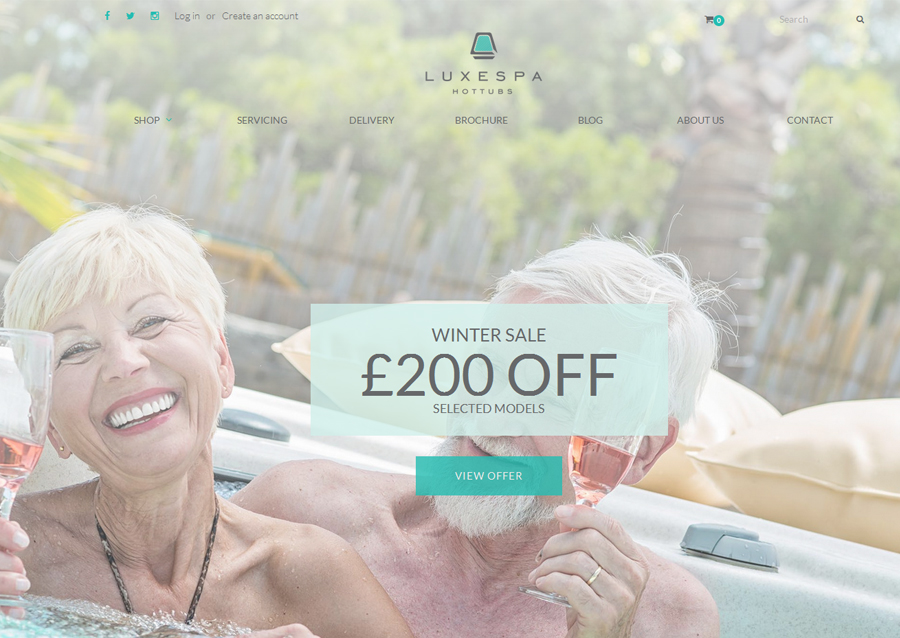 Log in or Create an account
0
Search
LUXESPA
HOTTUBS
SHOP
SERVICING
DELIVERY
BROCHURE
BLOG
ABOUT US
CONTACT
WINTER SALE
£200 OFF
SELECTED MODELS
VIEW OFFER